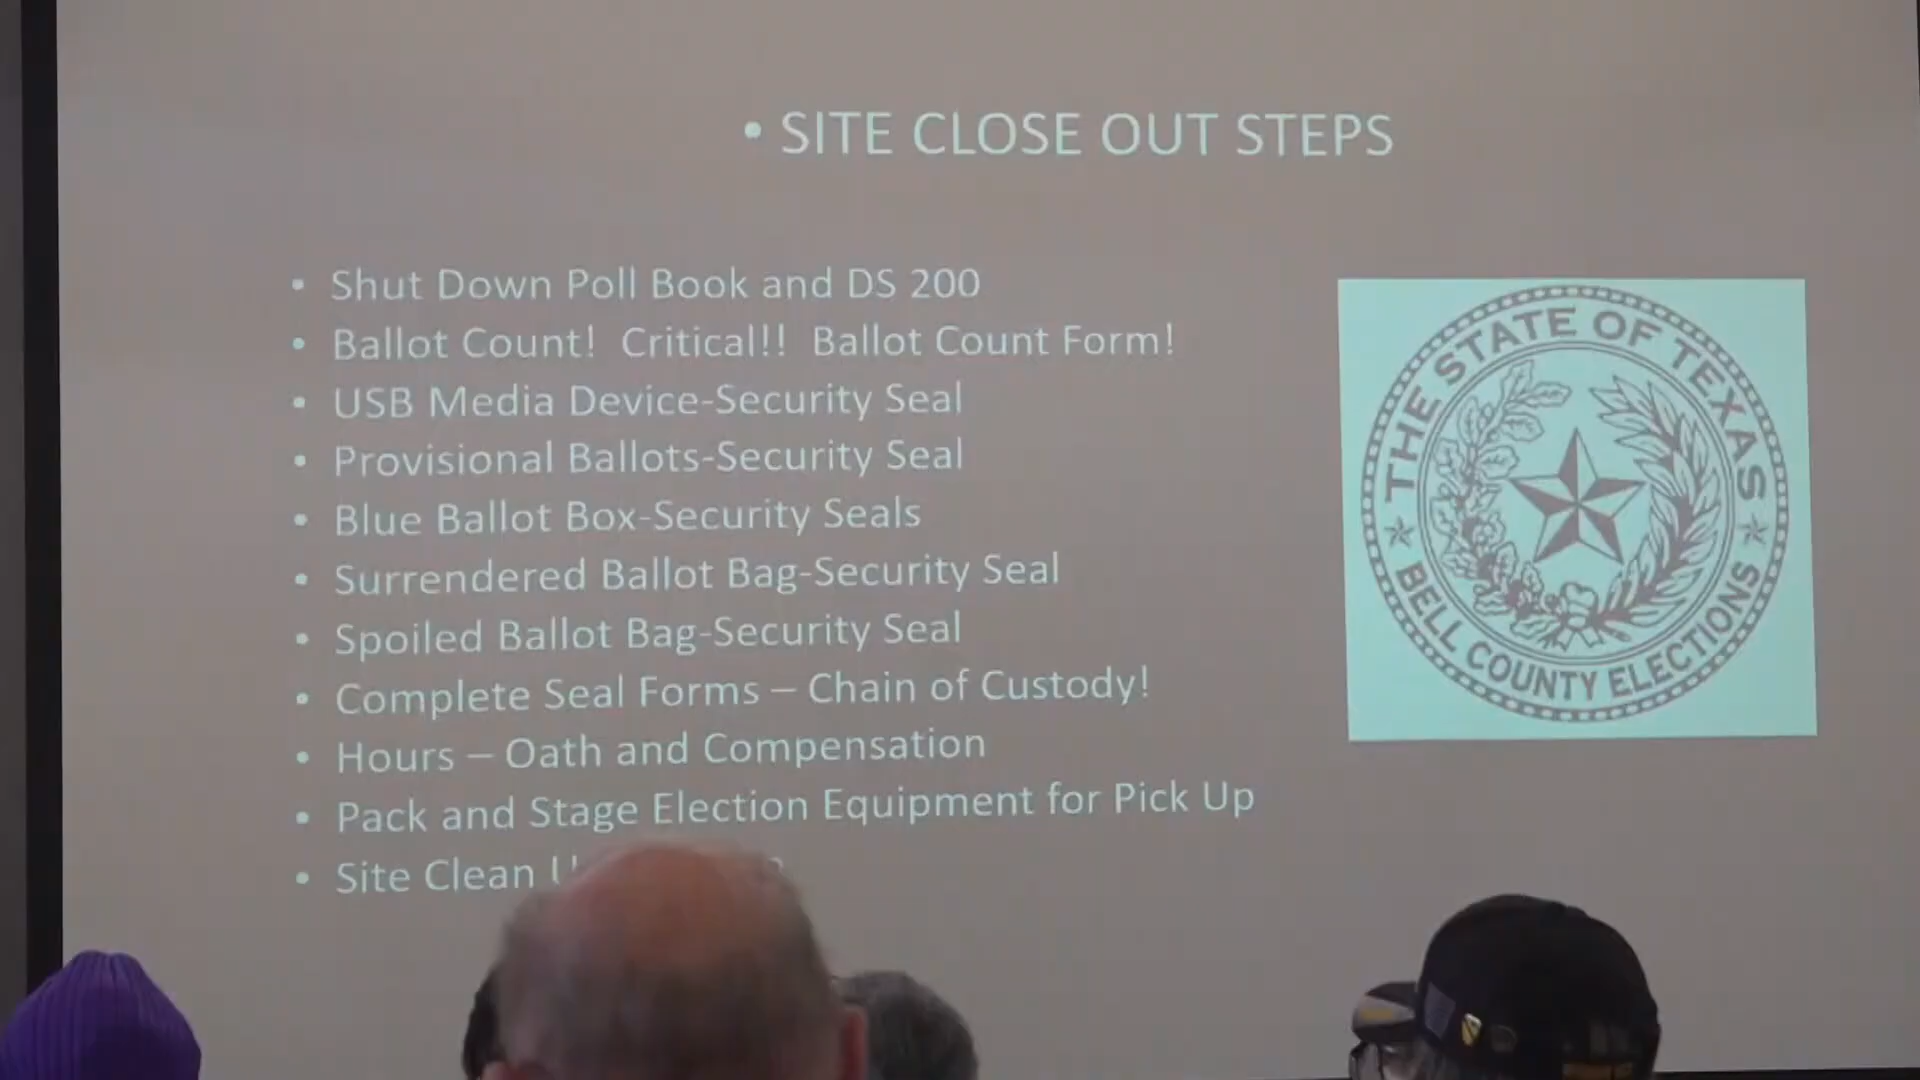 • SITE CLOSE OUT STEPS
• Shut Down Poll Book and DS 200
• Ballot Count! Critical!! Ballot Count Form!
• USB Media Device-Security Seal
• Provisional Ballots-Security Seal
• Blue Ballot Box-Security Seals
• Surrendered Ballot Bag-Security Seal
• Spoiled Ballot Bag-Security Seal
• Complete Seal Forms – Chain of Custody!
• Hours – Oath and Compensation
• Pack and Stage Election Equipment for Pick Up
• Site Clean
THE STATE OF TEXAS
BELL COUNTY ELECTIONS